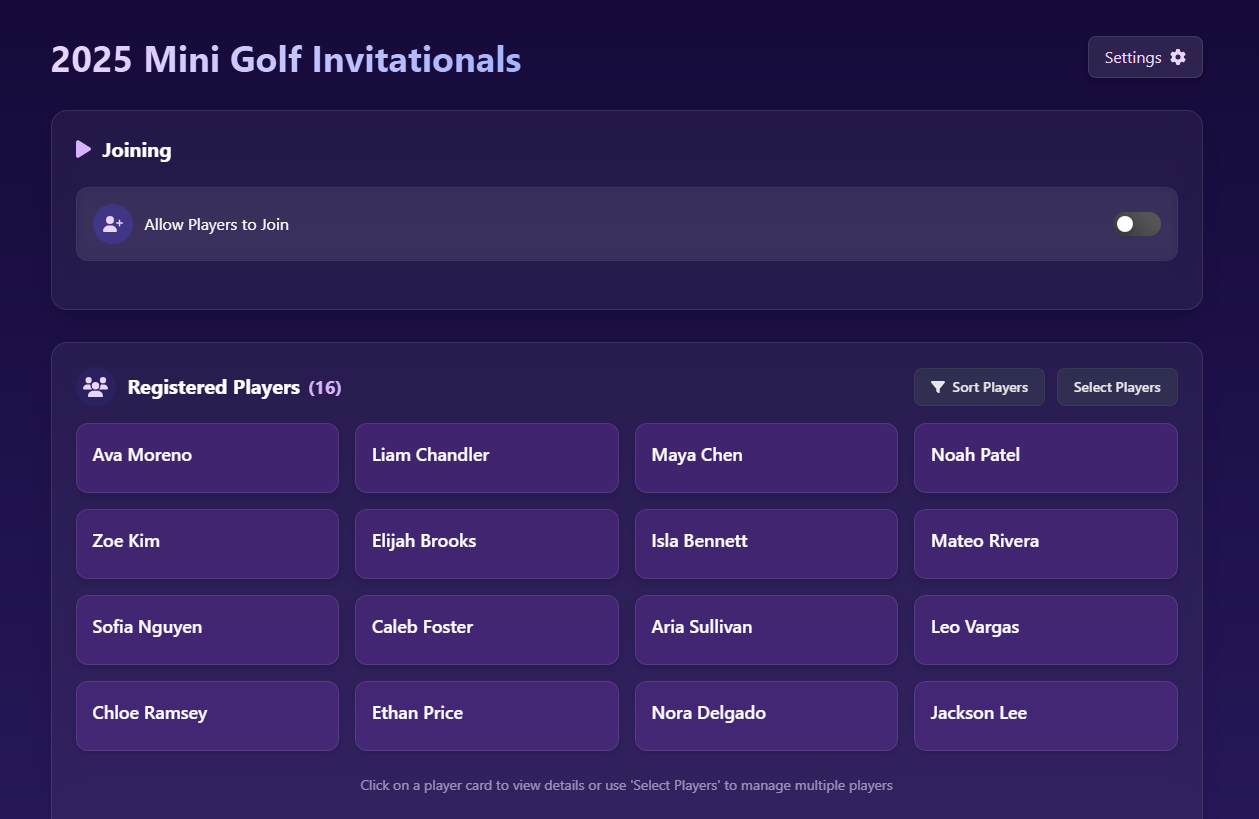 2025 Mini Golf Invitationals
Settings
Joining
Allow Players to Join
Registered Players (16)
Sort Players
Select Players
Ava Moreno
Liam Chandler
Maya Chen
Noah Patel
Zoe Kim
Elijah Brooks
Isla Bennett
Mateo Rivera
Sofia Nguyen
Caleb Foster
Aria Sullivan
Leo Vargas
Chloe Ramsey
Ethan Price
Nora Delgado
Jackson Lee
Click on a player card to view details or use 'Select Players' to manage multiple players